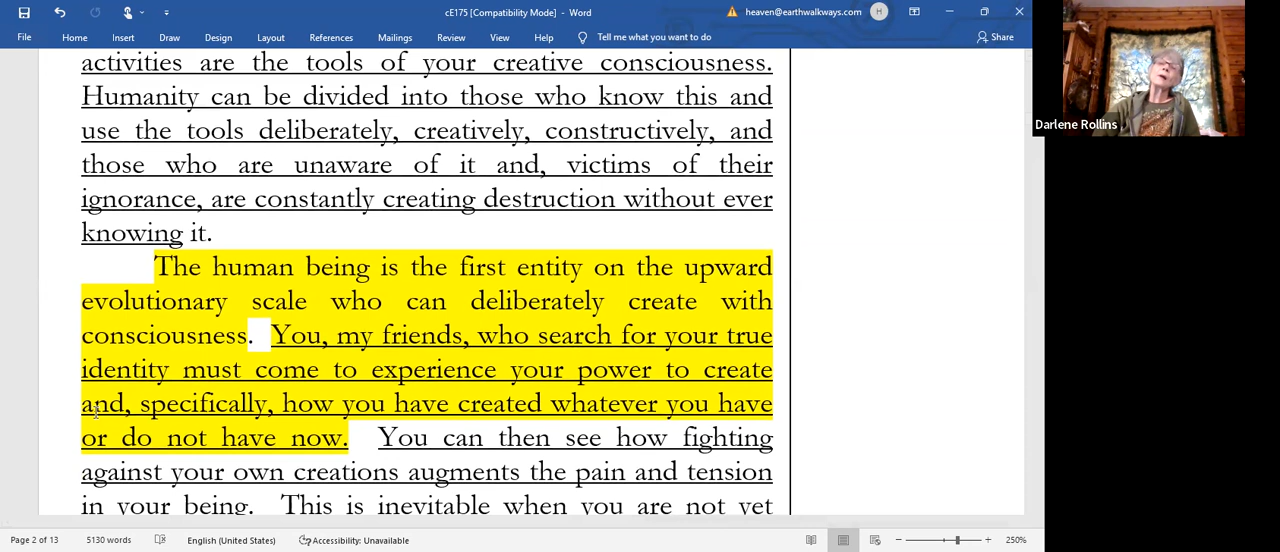 cE175 [Compatibility Mode] - Word
heaven@earthwalkways.com
H
File Home Insert Draw Design Layout References Mailings Review View Help Tell me what you want to do Share
activities are the tools of your creative consciousness.
Humanity can be divided into those who know this and
use the tools deliberately, creatively, constructively, and
those who are unaware of it and, victims of their
ignorance, are constantly creating destruction without ever
knowing it.
The human being is the first entity on the upward
evolutionary scale who can deliberately create with
consciousness. You, my friends, who search for your true
identity must come to experience your power to create
and, specifically, how you have created whatever you have
or do not have now. You can then see how fighting
against your own creations augments the pain and tension
in your being. This is inevitable when you are not yet
Page 2 of 13 5130 words English (United States) Accessibility: Unavailable 250%
Darlene Rollins